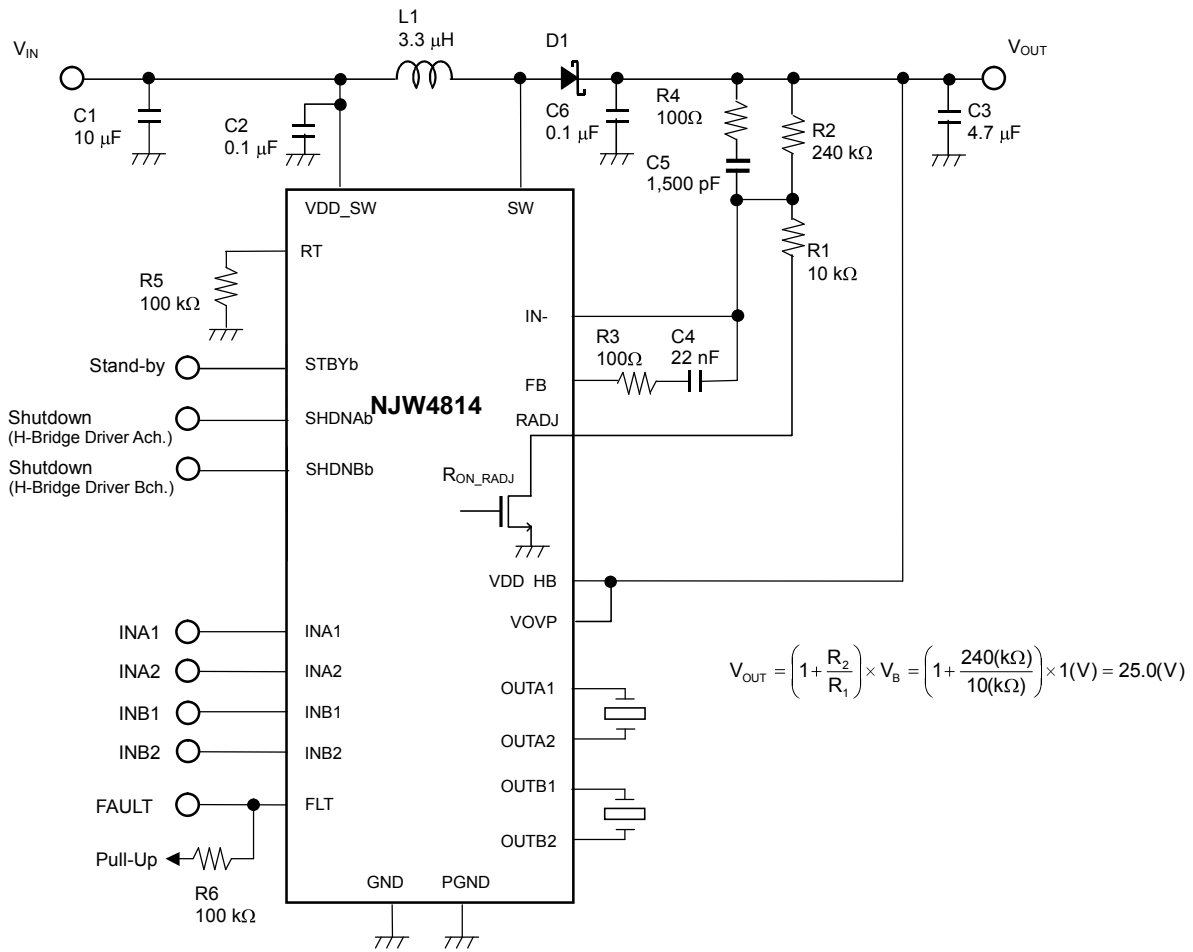 L1
3.3 μH
D1
V_IN
V_OUT
C1
10 μF
C2
0.1 μF
C6
0.1 μF
R4
100Ω
C5
1,500 pF
R2
240 kΩ
C3
4.7 μF
R1
10 kΩ
VDD_SW
SW
RT
R5
100 kΩ
IN-
R3
100Ω
C4
22 nF
Stand-by
STBYb
FB
NJW4814
Shutdown
(H-Bridge Driver Ach.)
SHDNAb
RADJ
Shutdown
(H-Bridge Driver Bch.)
SHDNBb
R_ON_RADJ
VDD HB
VOVP
INA1
INA1
INA2
INA2
INB1
INB1
INB2
INB2
OUTA1
OUTA2
OUTB1
OUTB2
V_OUT = (1+ R_2/R_1) × V_B = (1+ 240(kΩ)/10(kΩ)) × 1(V) = 25.0(V)
FAULT
FLT
Pull-Up
R6
100 kΩ
GND
PGND